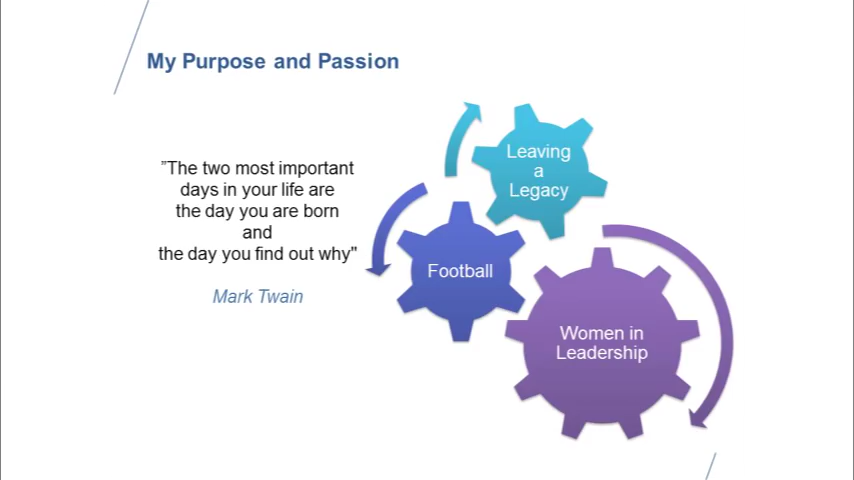 My Purpose and Passion
”The two most important
days in your life are
the day you are born
and
the day you find out why"
Mark Twain
Leaving
a
Legacy
Football
Women in
Leadership